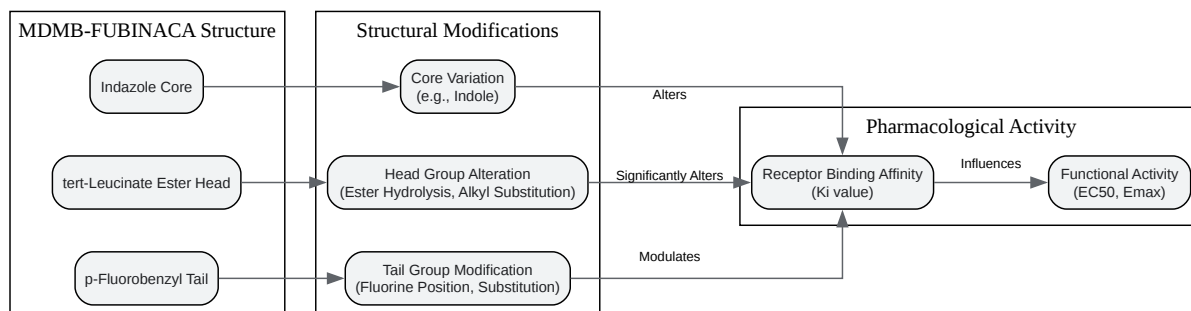 MDMB-FUBINACA Structure
Indazole Core
tert-Leucinate Ester Head
p-Fluorobenzyl Tail
Structural Modifications
Core Variation
(e.g., Indole)
Head Group Alteration
(Ester Hydrolysis, Alkyl Substitution)
Tail Group Modification
(Fluorine Position, Substitution)
Alters
Significantly Alters
Modulates
Pharmacological Activity
Receptor Binding Affinity
(Ki value)
Influences
Functional Activity
(EC50, Emax)